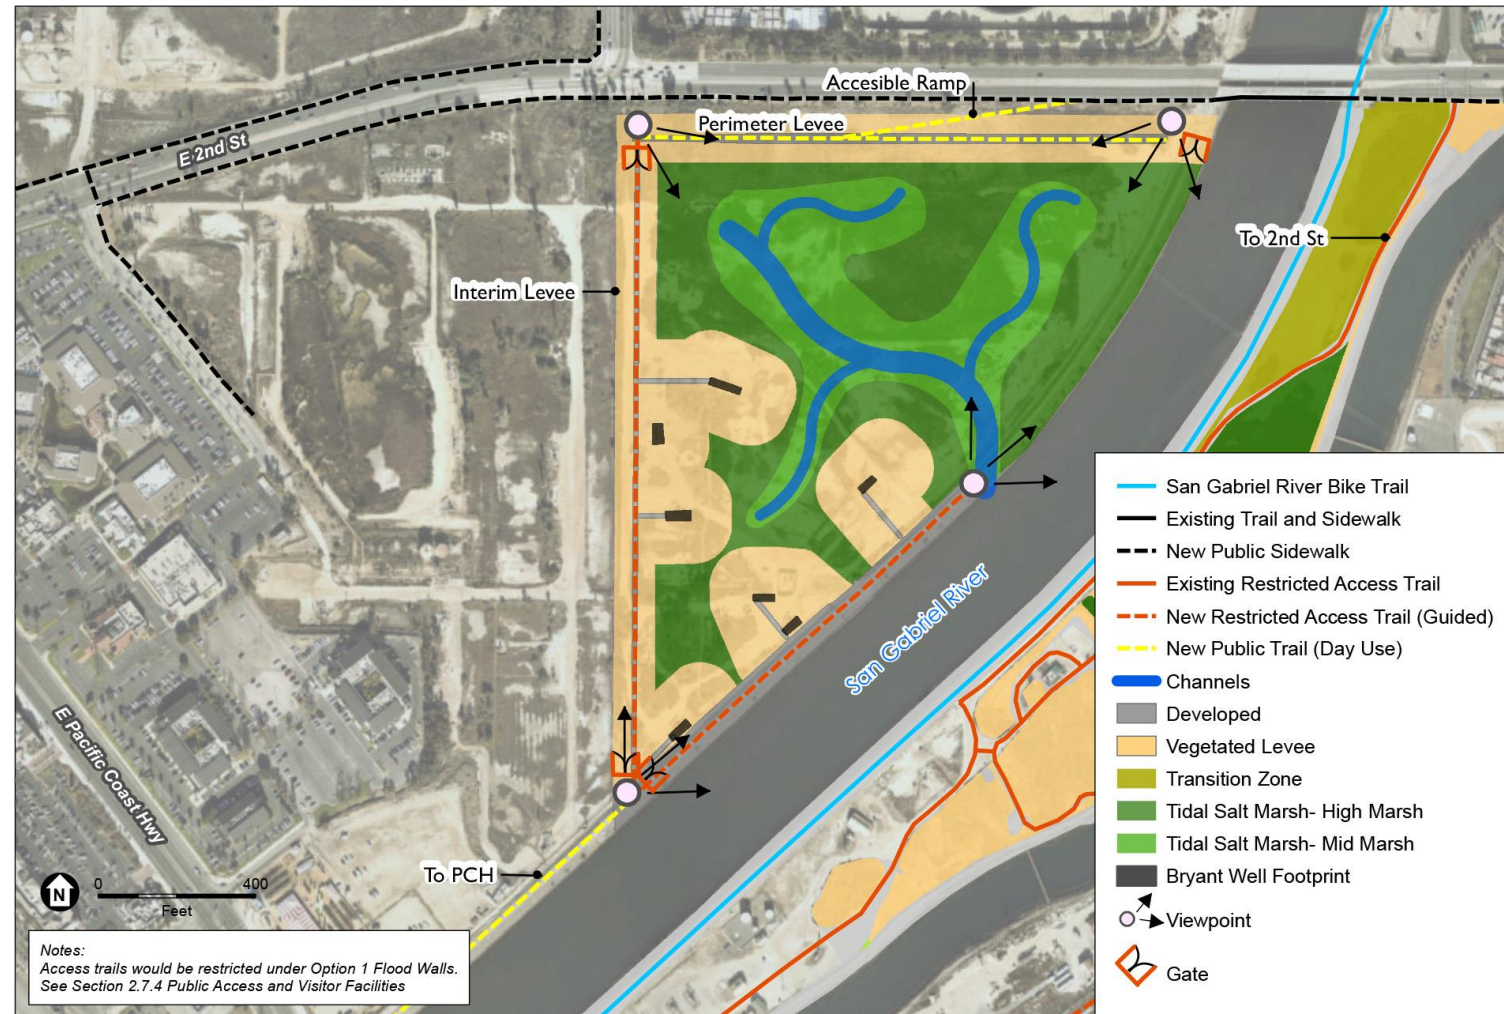 Accesible Ramp
Perimeter Levee
E 2nd St
To 2nd St
Interim Levee
San Gabriel River
E Pacific Coast Hwy
To PCH
N
0 400
Feet
Notes:
Access trails would be restricted under Option 1 Flood Walls.
See Section 2.7.4 Public Access and Visitor Facilities
San Gabriel River Bike Trail
Existing Trail and Sidewalk
New Public Sidewalk
Existing Restricted Access Trail
New Restricted Access Trail (Guided)
New Public Trail (Day Use)
Channels
Developed
Vegetated Levee
Transition Zone
Tidal Salt Marsh- High Marsh
Tidal Salt Marsh- Mid Marsh
Bryant Well Footprint
Viewpoint
Gate